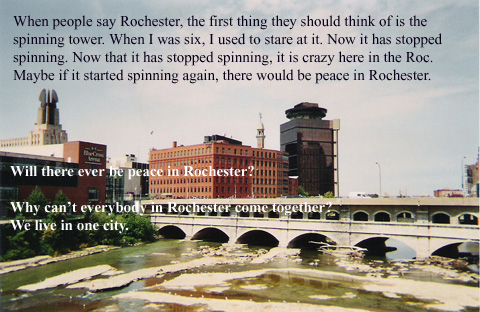 When people say Rochester, the first thing they should think of is the
spinning tower. When I was six, I used to stare at it. Now it has stopped
spinning. Now that it has stopped spinning, it is crazy here in the Roc.
Maybe if it started spinning again, there would be peace in Rochester.
BlueCross
Arena
Will there ever be peace in Rochester?
Why can't everybody in Rochester come together?
We live in one city.